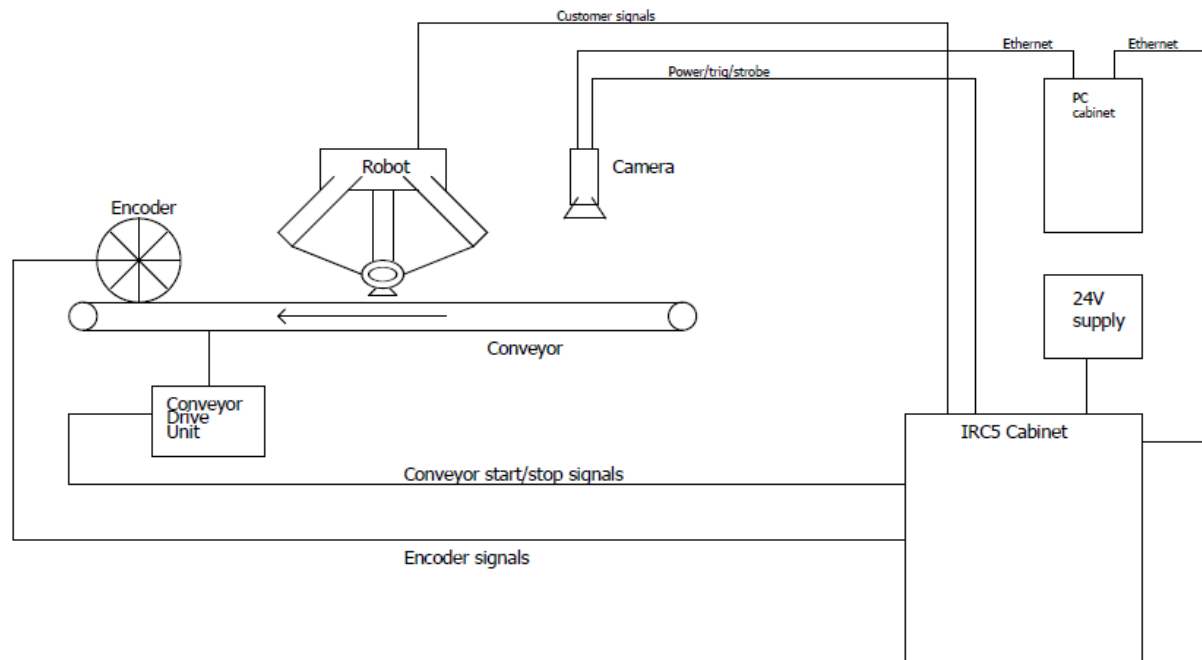 Customer signals
Ethernet
Ethernet
Power/trig/strobe
PC
cabinet
Robot
Camera
Encoder
24V
supply
Conveyor
Conveyor
Drive
Unit
IRC5 Cabinet
Conveyor start/stop signals
Encoder signals